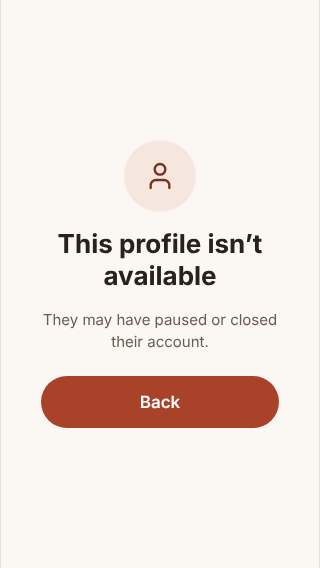 This profile isn’t
available
They may have paused or closed
their account.
Back